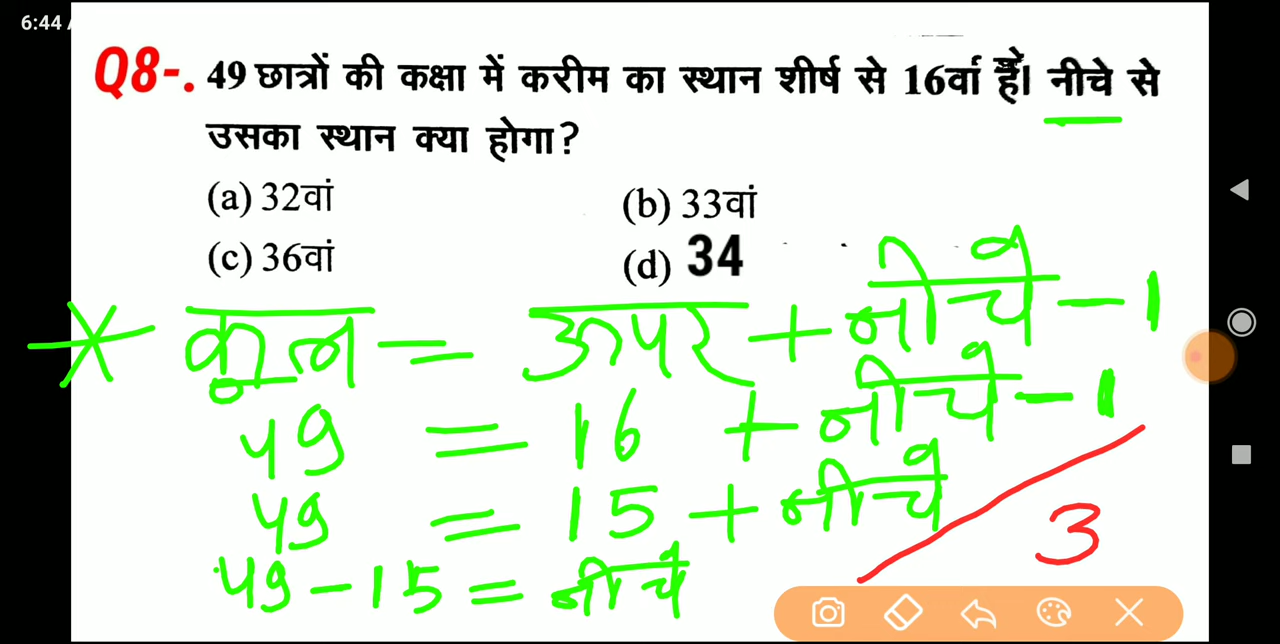 6:44
Q8-. 49 छात्रों की कक्षा में करीम का स्थान शीर्ष से 16वां है। नीचे से
उसका स्थान क्या होगा?
(a) 32वां (b) 33वां
(c) 36वां (d) 34
कुल = ऊपर + नीचे - 1
49 = 16 + नीचे - 1
49 = 15 + नीचे
49 - 15 = नीचे
3